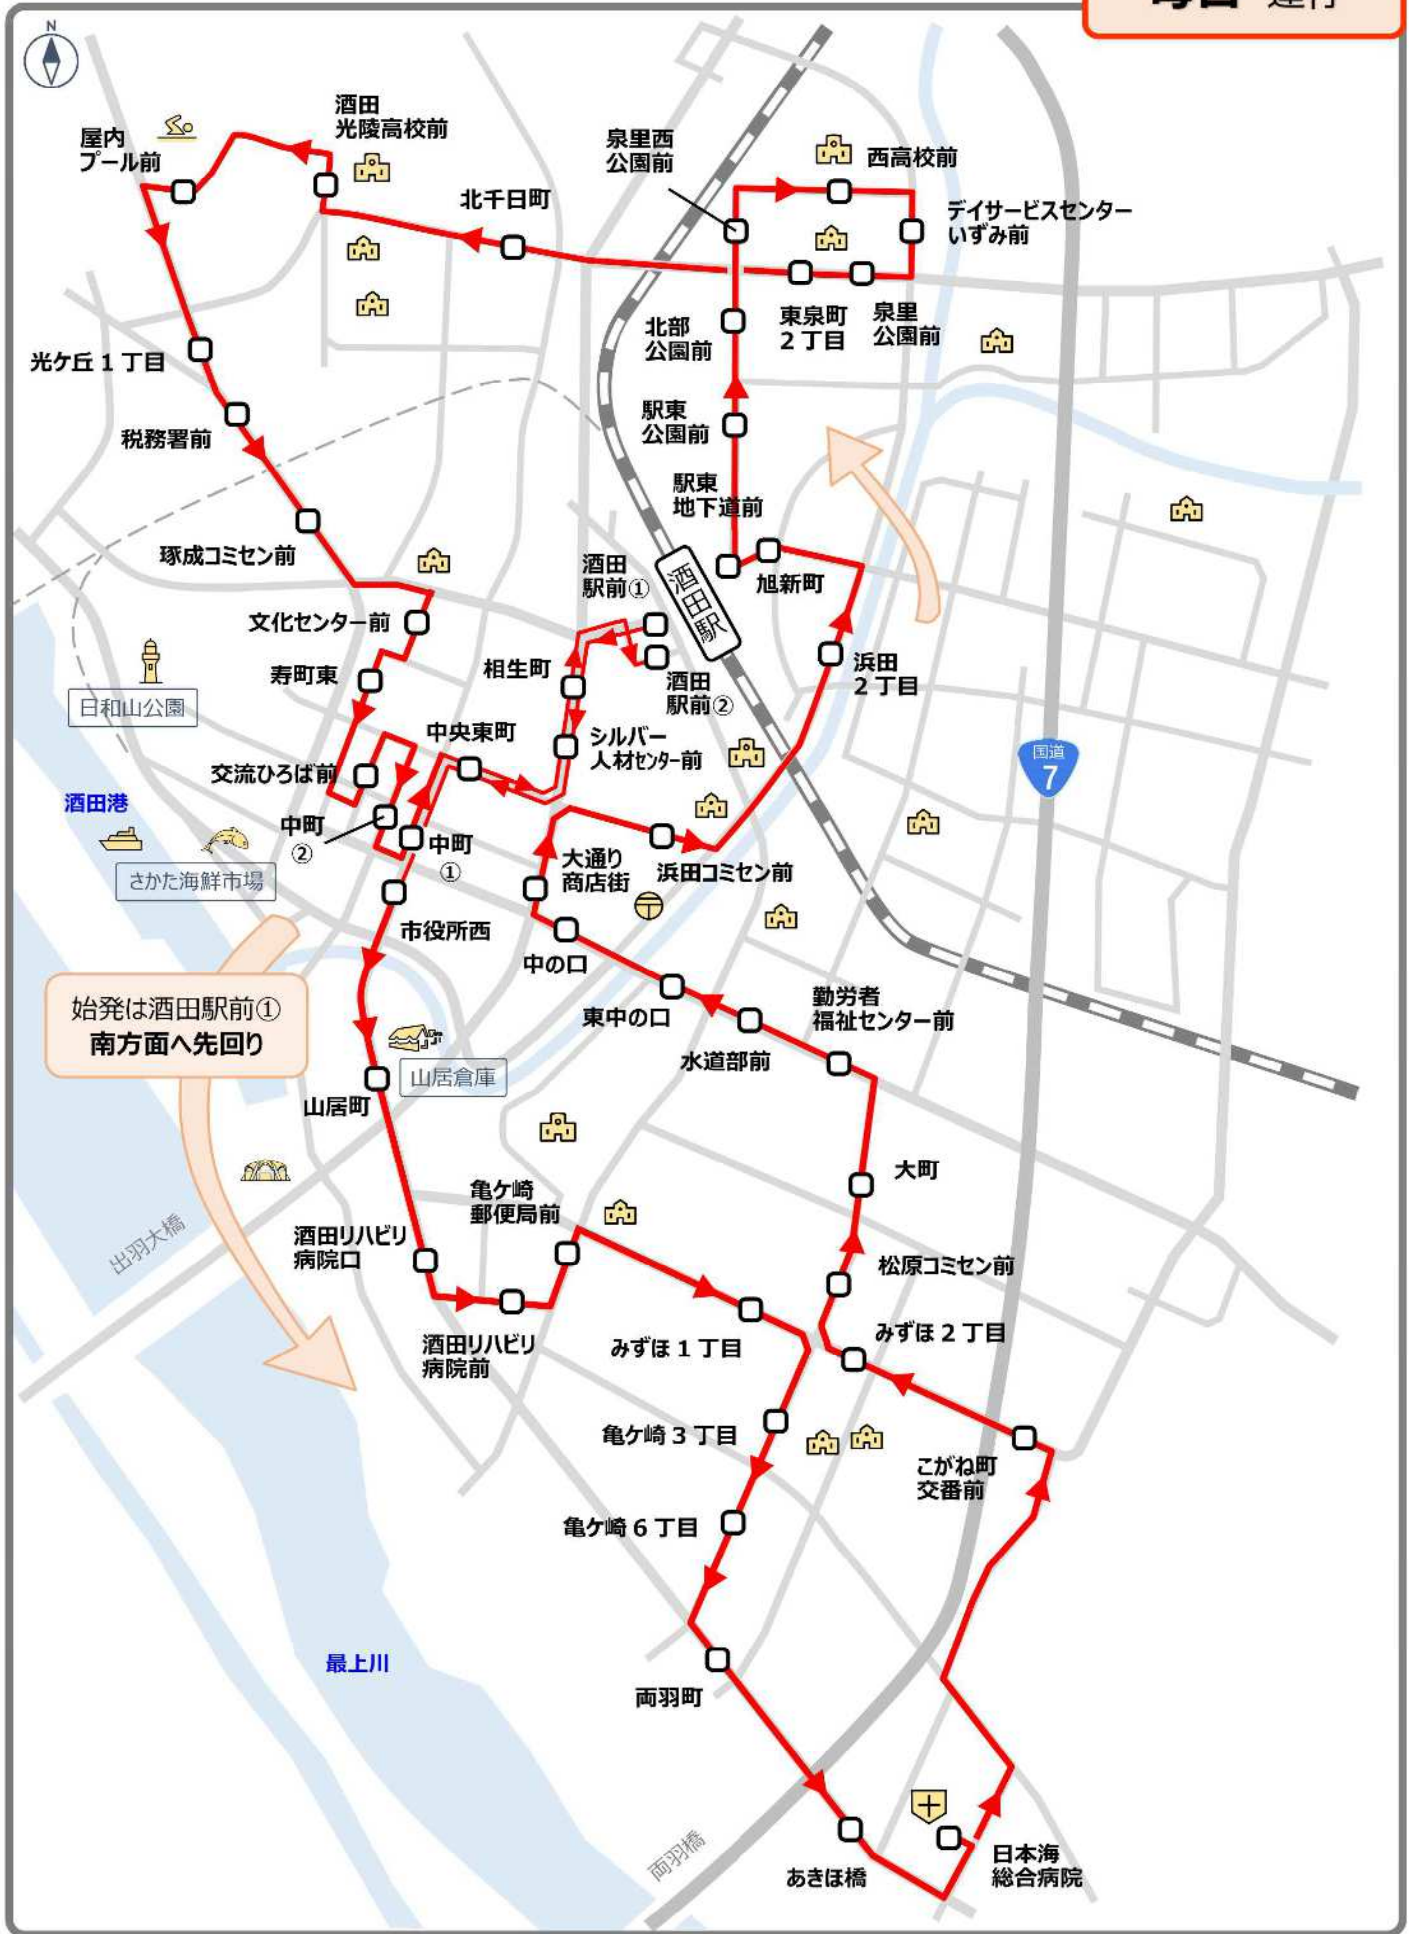 毎日 運行
N
酒田
光陵高校前
屋内
プール前
泉里西
公園前
西高校前
北千日町
デイサービスセンター
いずみ前
北部
公園前
東泉町
2丁目
泉里
公園前
光ケ丘1丁目
駅東
公園前
税務署前
駅東
地下道前
琢成コミセン前
酒田
駅前①
酒田駅
旭新町
文化センター前
寿町東
相生町
酒田
駅前②
浜田
2丁目
日和山公園
中央東町
シルバー
人材センター前
国道
7
交流ひろば前
酒田港
中町
②
中町
①
大通り
商店街
浜田コミセン前
さかた海鮮市場
市役所西
中の口
始発は酒田駅前①
南方面へ先回り
東中の口
勤労者
福祉センター前
水道部前
山居倉庫
山居町
大町
亀ケ崎
郵便局前
出羽大橋
酒田リハビリ
病院口
松原コミセン前
酒田リハビリ
病院前
みずほ1丁目
みずほ2丁目
亀ケ崎3丁目
こがね町
交番前
亀ケ崎6丁目
最上川
両羽町
両羽橋
あきほ橋
日本海
総合病院